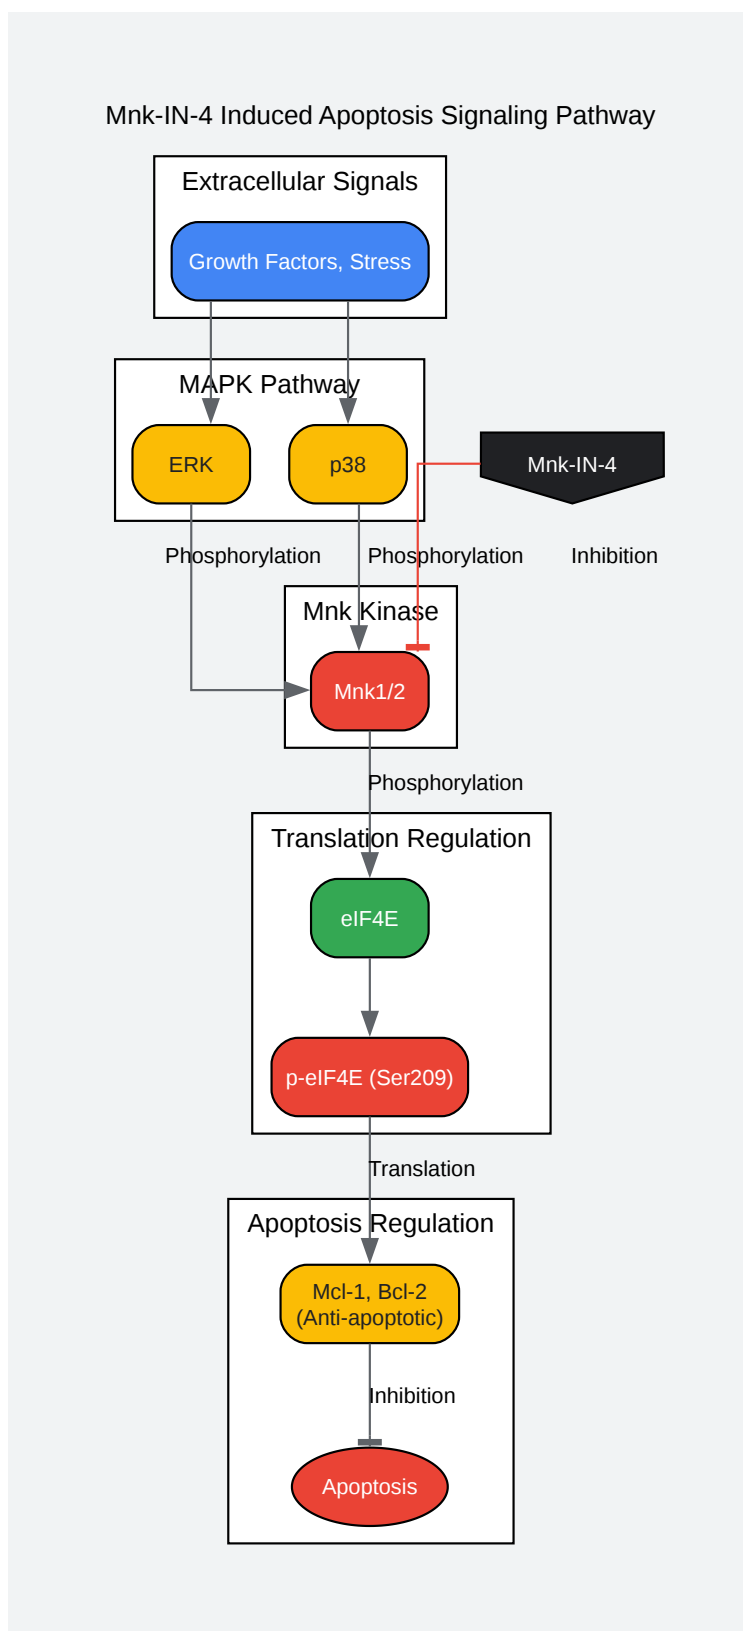 Mnk-IN-4 Induced Apoptosis Signaling Pathway
Extracellular Signals
Growth Factors, Stress
MAPK Pathway
ERK
p38
Mnk-IN-4
Phosphorylation
Phosphorylation
Inhibition
Mnk Kinase
Mnk1/2
Phosphorylation
Translation Regulation
eIF4E
p-eIF4E (Ser209)
Translation
Apoptosis Regulation
Mcl-1, Bcl-2
(Anti-apoptotic)
Inhibition
Apoptosis